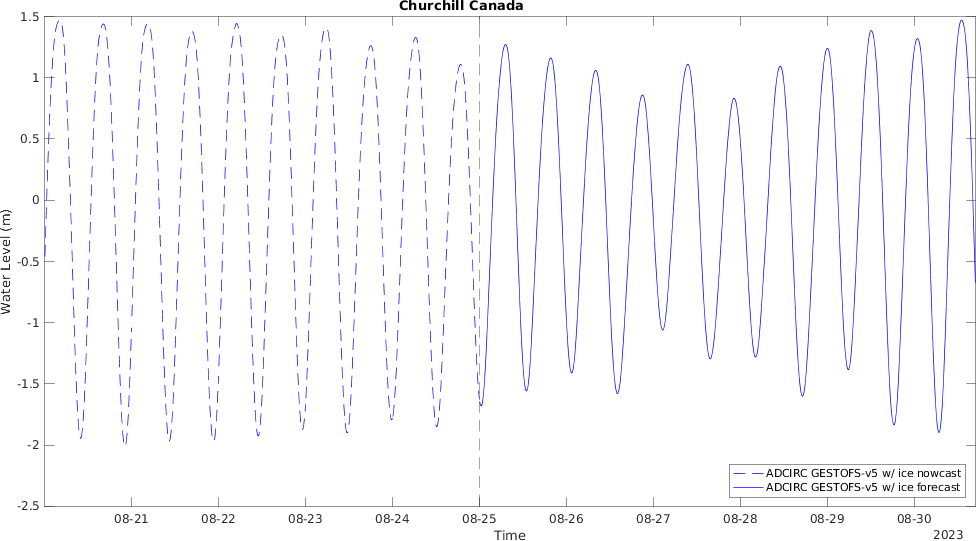 Churchill Canada
1.5
1
0.5
0
-0.5
-1
-1.5
-2
-2.5
Water Level (m)
ADCIRC GESTOFS-v5 w/ ice nowcast
ADCIRC GESTOFS-v5 w/ ice forecast
08-21 08-22 08-23 08-24 08-25 08-26 08-27 08-28 08-29 08-30
Time
2023